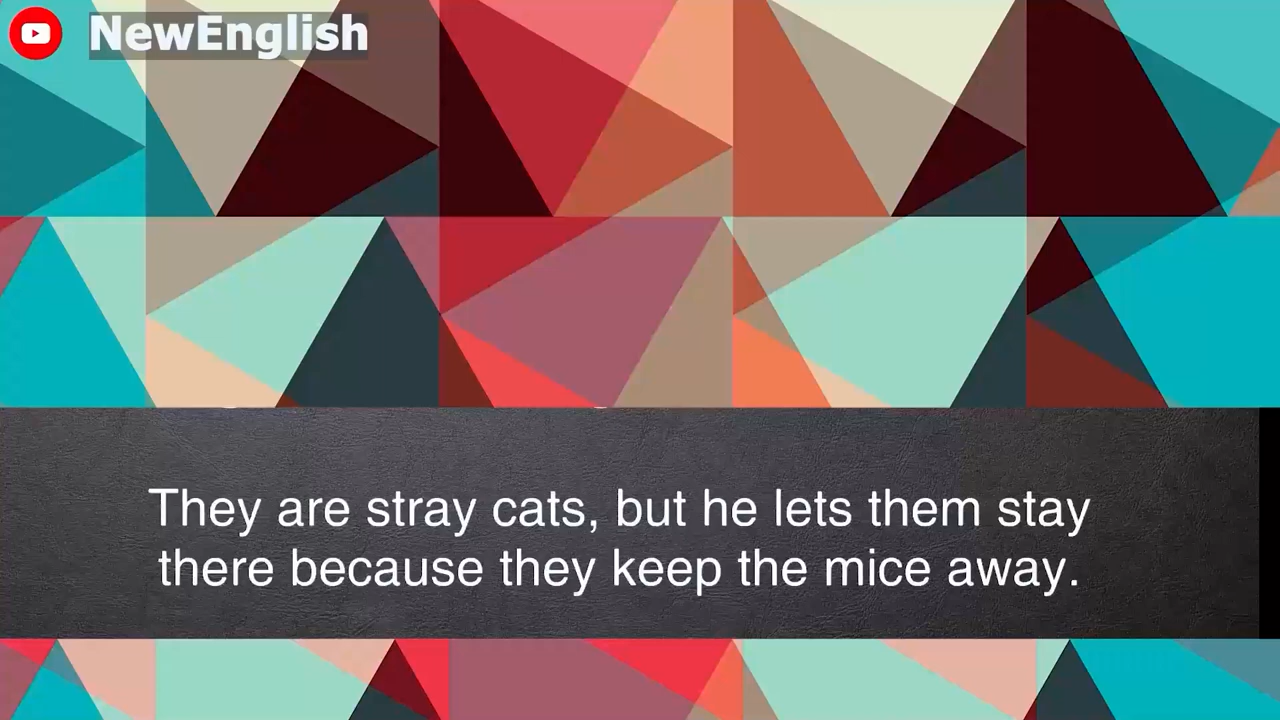 NewEnglish
They are stray cats, but he lets them stay
there because they keep the mice away.